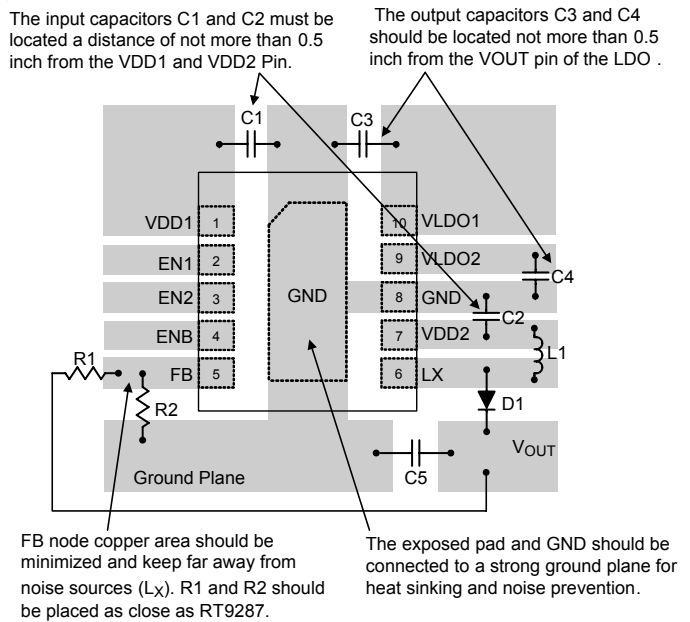 The input capacitors C1 and C2 must be
located a distance of not more than 0.5
inch from the VDD1 and VDD2 Pin.
The output capacitors C3 and C4
should be located not more than 0.5
inch from the VOUT pin of the LDO .
C1
C3
VDD1 1
10 VLDO1
EN1 2
9 VLDO2
C4
EN2 3
GND
8 GND
C2
ENB 4
7 VDD2
L1
R1
FB 5
6 LX
R2
D1
VOUT
Ground Plane
C5
FB node copper area should be
minimized and keep far away from
noise sources (LX). R1 and R2 should
be placed as close as RT9287.
The exposed pad and GND should be
connected to a strong ground plane for
heat sinking and noise prevention.